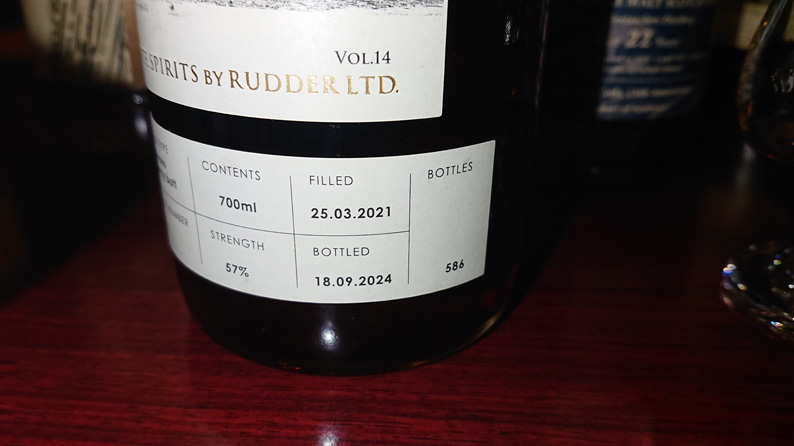 VOL.14
SPIRITS BY RUDDER LTD.
CONTENTS
700ml
STRENGTH
57%
FILLED
25.03.2021
BOTTLED
18.09.2024
BOTTLES
586
22